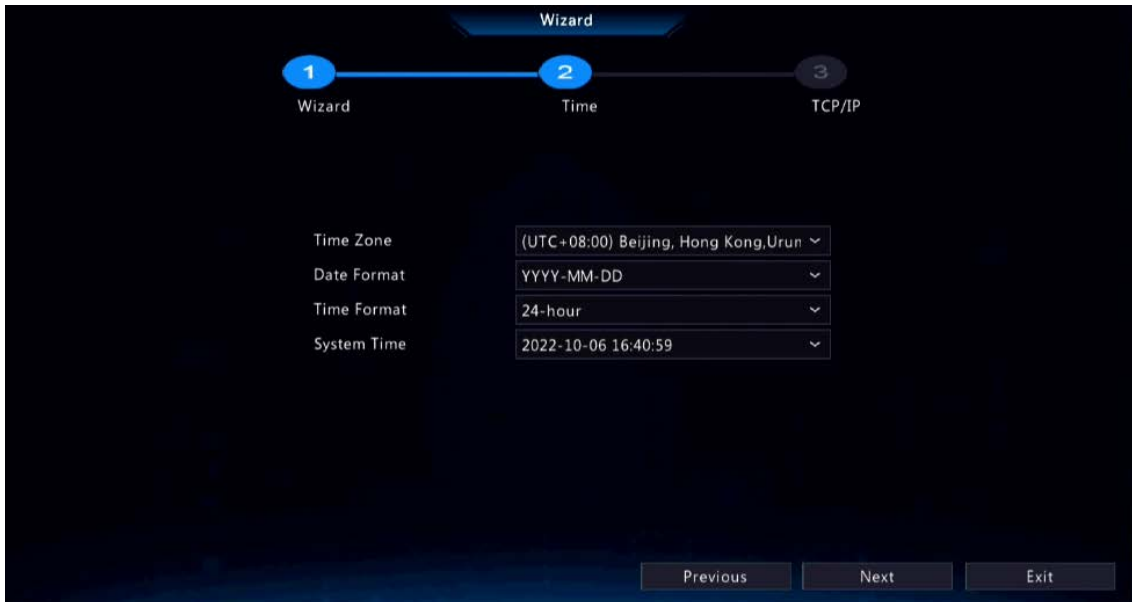 Wizard
1 2 3
Wizard Time TCP/IP
Time Zone (UTC+08:00) Beijing, Hong Kong,Urun
Date Format YYYY-MM-DD
Time Format 24-hour
System Time 2022-10-06 16:40:59
Previous Next Exit